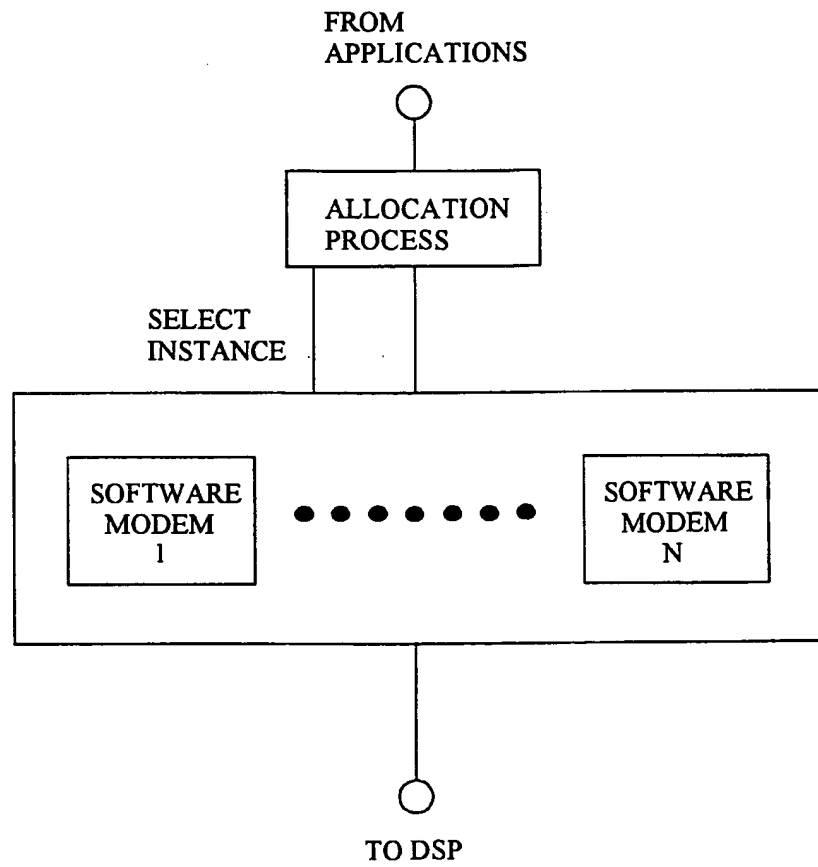 FROM
APPLICATIONS
ALLOCATION
PROCESS
SELECT
INSTANCE
SOFTWARE
MODEM
1
SOFTWARE
MODEM
N
TO DSP